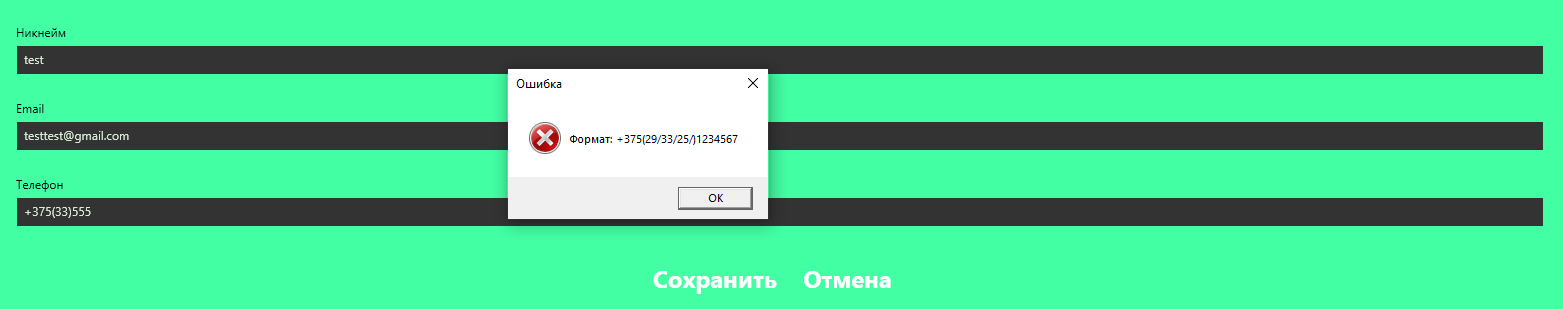 Никнейм
test
Email
testtest@gmail.com
Телефон
+375(33)555
Ошибка
Формат: +375(29/33/25/)1234567
ОК
Сохранить Отмена